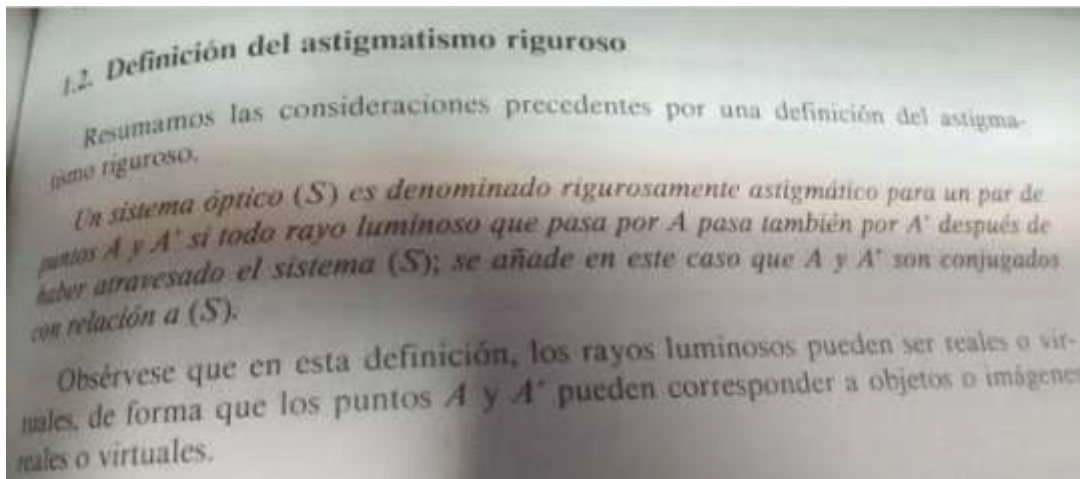 1.2. Definición del astigmatismo riguroso
Resumamos las consideraciones precedentes por una definición del astigma-
tismo riguroso.
Un sistema óptico (S) es denominado rigurosamente astigmático para un par de
puntos A y A' si todo rayo luminoso que pasa por A pasa también por A' después de
haber atravesado el sistema (S); se añade en este caso que A y A' son conjugados
con relación a (S).
Obsérvese que en esta definición, los rayos luminosos pueden ser reales o vir-
tuales, de forma que los puntos A y A' pueden corresponder a objetos o imágenes
reales o virtuales.